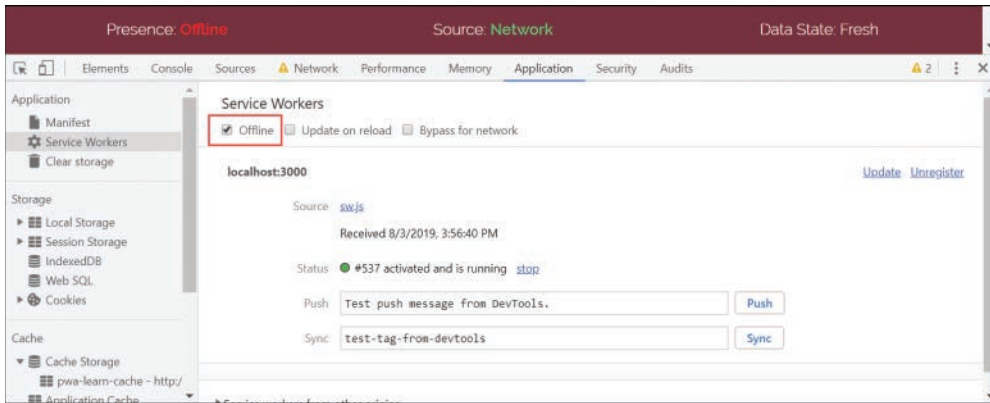 Presence: Offline Source: Network Data State: Fresh
Elements Console Sources Network Performance Memory Application Security Audits 2
Application
Manifest
Service Workers
Clear storage
Storage
Local Storage
Session Storage
IndexedDB
Web SQL
Cookies
Cache
Cache Storage
pwa-learn-cache - http:/
Application Cache
Service Workers
Offline Update on reload Bypass for network
localhost:3000 Update Unregister
Source sw.js
Received 8/3/2019, 3:56:40 PM
Status #537 activated and is running stop
Push Test push message from DevTools. Push
Sync test-tag-from-devtools Sync